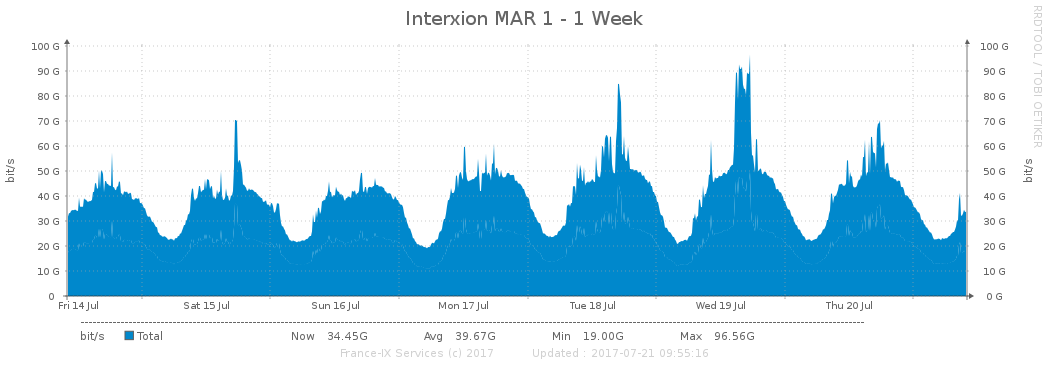 Interxion MAR 1 - 1 Week
RRDTOOL / TOBI OETIKER
bit/s
100 G 100 G
90 G 90 G
80 G 80 G
70 G 70 G
60 G 60 G
50 G 50 G
40 G 40 G
30 G 30 G
20 G 20 G
10 G 10 G
0 0 G
bit/s
Fri 14 Jul Sat 15 Jul Sun 16 Jul Mon 17 Jul Tue 18 Jul Wed 19 Jul Thu 20 Jul
bit/s Total Now 34.45G Avg 39.67G Min 19.00G Max 96.56G
France-IX Services (c) 2017 Updated : 2017-07-21 09:55:16